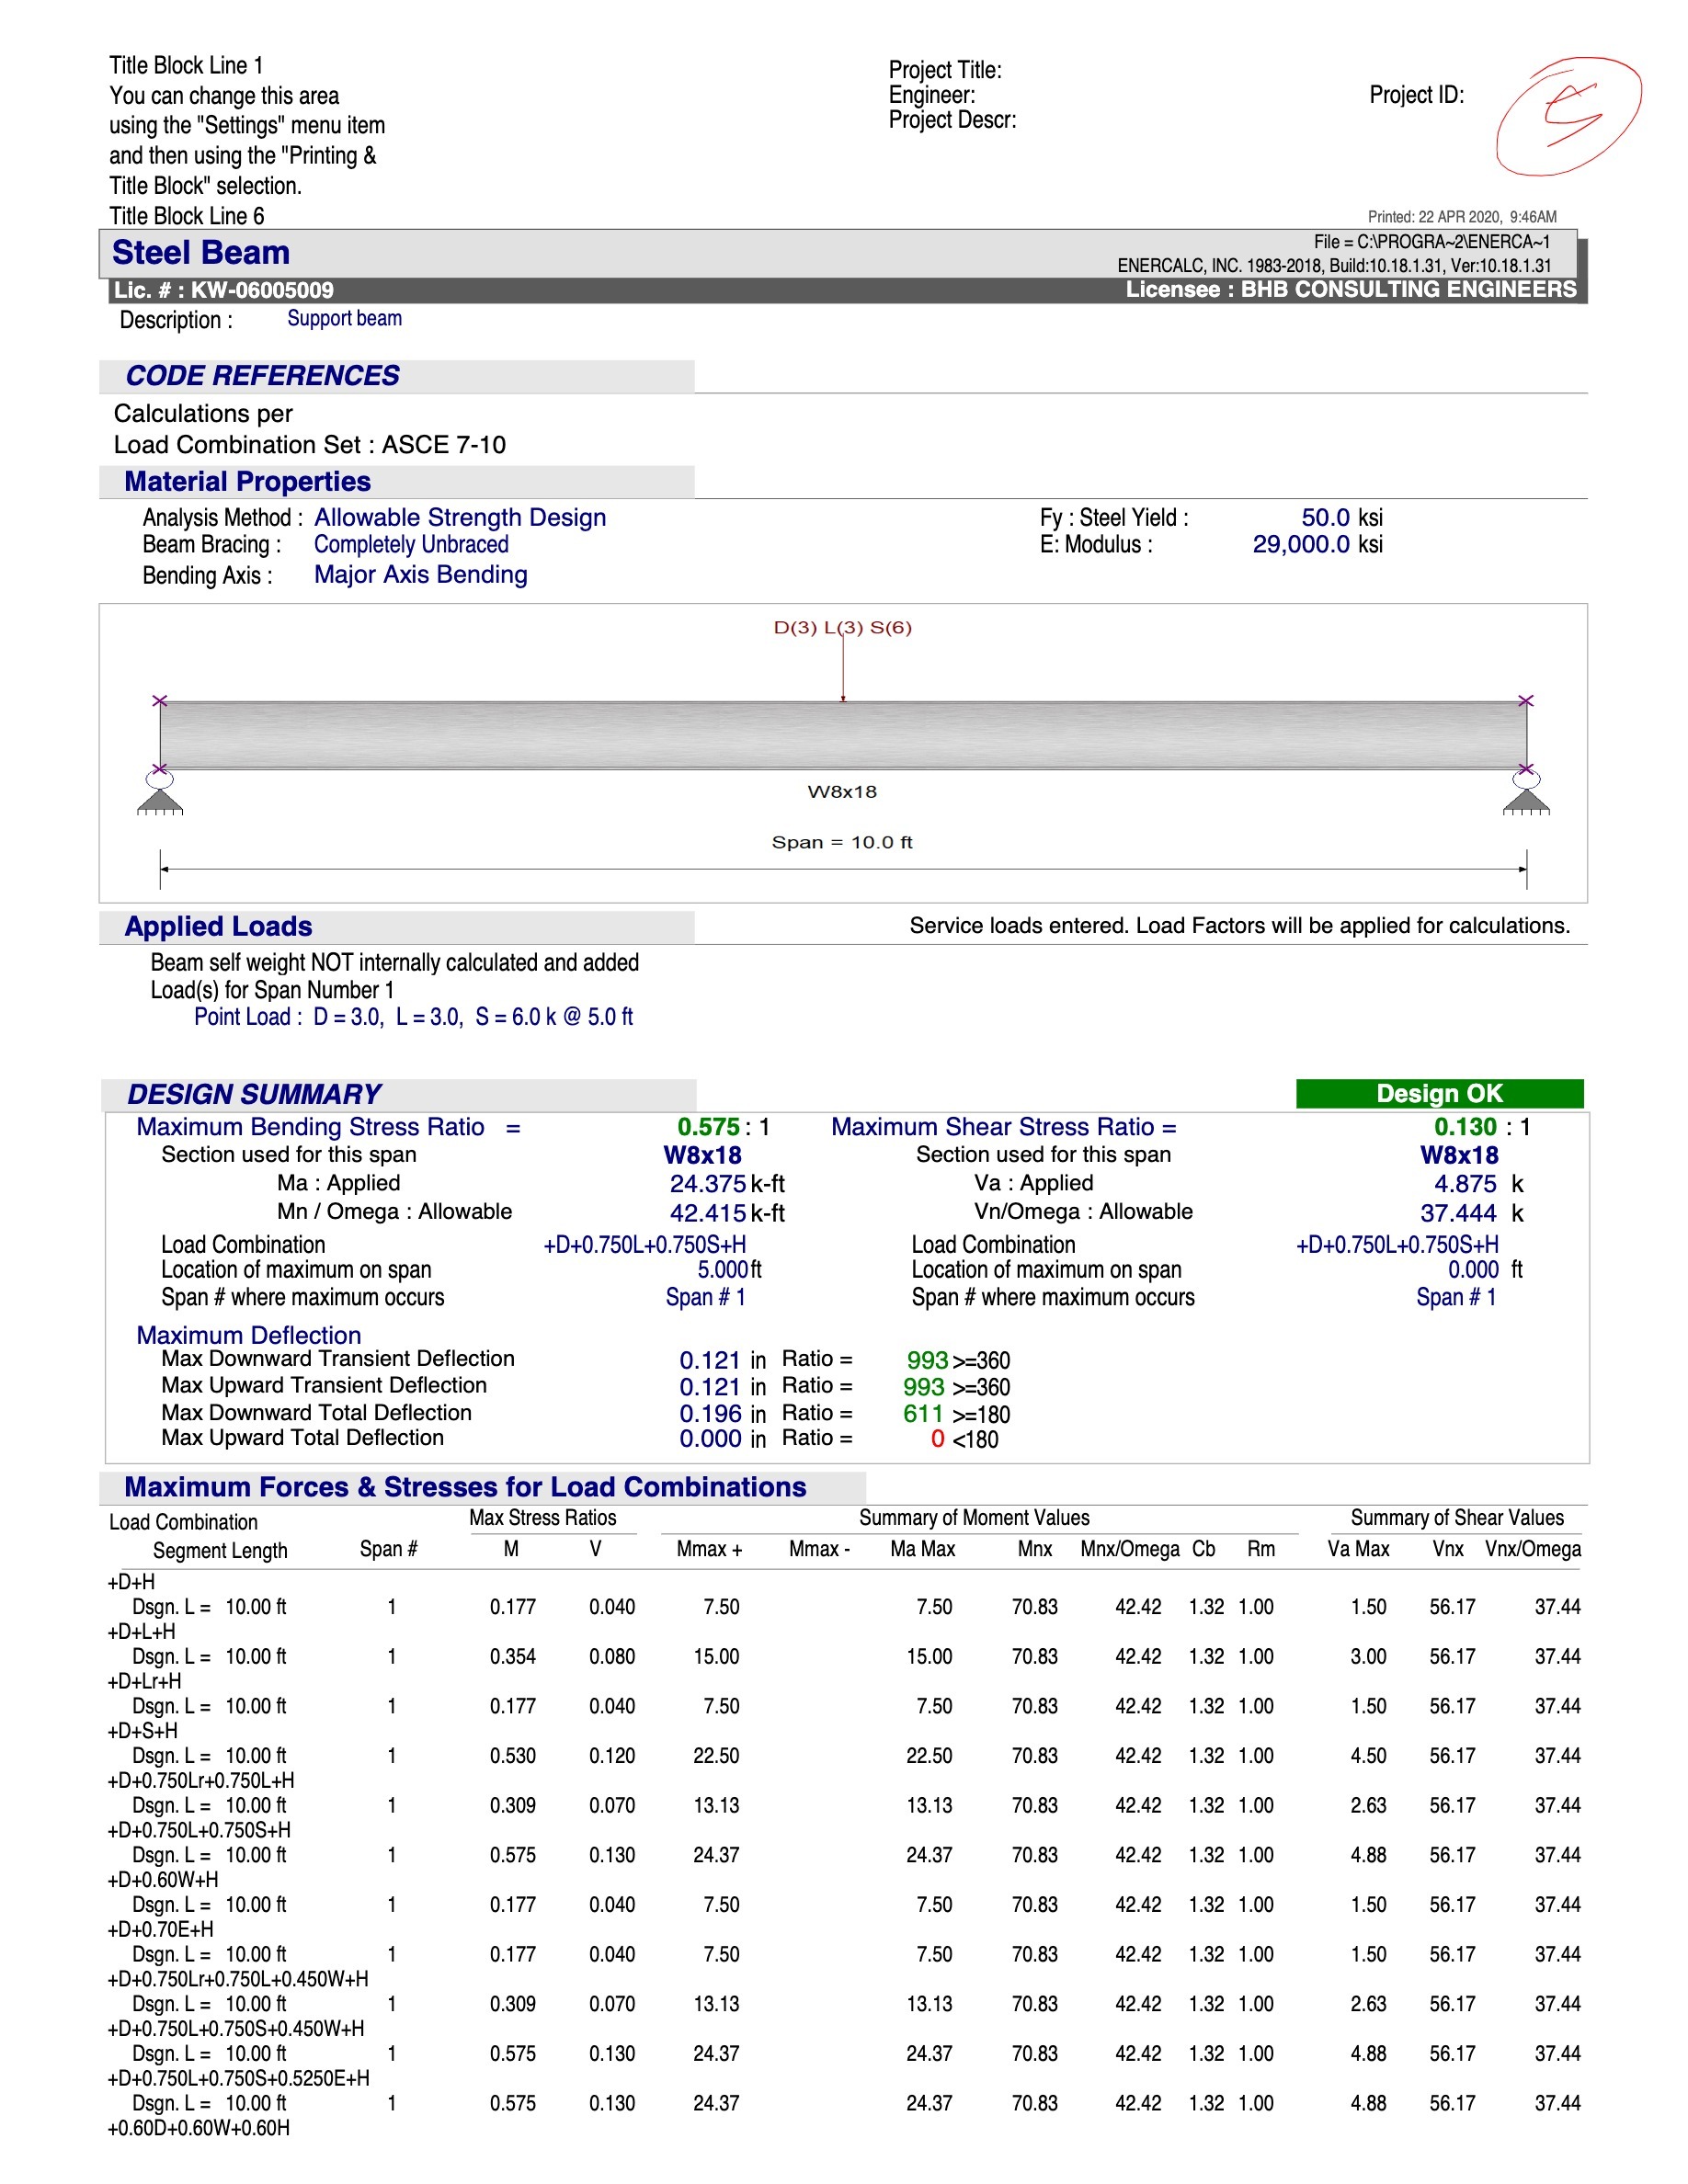 Title Block Line 1
You can change this area
using the "Settings" menu item
and then using the "Printing &
Title Block" selection.
Title Block Line 6
Project Title:
Engineer:
Project Descr:
Project ID:
5
Printed: 22 APR 2020, 9:46AM
Steel Beam
File = C:\PROGRA~2\ENERCA~1
ENERCALC, INC. 1983-2018, Build:10.18.1.31, Ver:10.18.1.31
Lic. # : KW-06005009 Licensee : BHB CONSULTING ENGINEERS
Description : Support beam
CODE REFERENCES
Calculations per
Load Combination Set : ASCE 7-10
Material Properties
Analysis Method : Allowable Strength Design Fy : Steel Yield : 50.0 ksi
Beam Bracing : Completely Unbraced E: Modulus : 29,000.0 ksi
Bending Axis : Major Axis Bending
D(3) L(3) S(6)
W8x18
Span = 10.0 ft
Applied Loads Service loads entered. Load Factors will be applied for calculations.
Beam self weight NOT internally calculated and added
Load(s) for Span Number 1
Point Load : D = 3.0, L = 3.0, S = 6.0 k @ 5.0 ft
DESIGN SUMMARY Design OK
Maximum Bending Stress Ratio = 0.575 : 1 Maximum Shear Stress Ratio = 0.130 : 1
Section used for this span W8x18 Section used for this span W8x18
Ma : Applied 24.375 k-ft Va : Applied 4.875 k
Mn / Omega : Allowable 42.415 k-ft Vn/Omega : Allowable 37.444 k
Load Combination +D+0.750L+0.750S+H Load Combination +D+0.750L+0.750S+H
Location of maximum on span 5.000ft Location of maximum on span 0.000 ft
Span # where maximum occurs Span # 1 Span # where maximum occurs Span # 1
Maximum Deflection
Max Downward Transient Deflection 0.121 in Ratio = 993 >=360
Max Upward Transient Deflection 0.121 in Ratio = 993 >=360
Max Downward Total Deflection 0.196 in Ratio = 611 >=180
Max Upward Total Deflection 0.000 in Ratio = 0 <180
Maximum Forces & Stresses for Load Combinations
Load Combination Max Stress Ratios Summary of Moment Values Summary of Shear Values
Segment Length Span # M V Mmax + Mmax - Ma Max Mnx Mnx/Omega Cb Rm Va Max Vnx Vnx/Omega
+D+H
Dsgn. L = 10.00 ft 1 0.177 0.040 7.50 7.50 70.83 42.42 1.32 1.00 1.50 56.17 37.44
+D+L+H
Dsgn. L = 10.00 ft 1 0.354 0.080 15.00 15.00 70.83 42.42 1.32 1.00 3.00 56.17 37.44
+D+Lr+H
Dsgn. L = 10.00 ft 1 0.177 0.040 7.50 7.50 70.83 42.42 1.32 1.00 1.50 56.17 37.44
+D+S+H
Dsgn. L = 10.00 ft 1 0.530 0.120 22.50 22.50 70.83 42.42 1.32 1.00 4.50 56.17 37.44
+D+0.750Lr+0.750L+H
Dsgn. L = 10.00 ft 1 0.309 0.070 13.13 13.13 70.83 42.42 1.32 1.00 2.63 56.17 37.44
+D+0.750L+0.750S+H
Dsgn. L = 10.00 ft 1 0.575 0.130 24.37 24.37 70.83 42.42 1.32 1.00 4.88 56.17 37.44
+D+0.60W+H
Dsgn. L = 10.00 ft 1 0.177 0.040 7.50 7.50 70.83 42.42 1.32 1.00 1.50 56.17 37.44
+D+0.70E+H
Dsgn. L = 10.00 ft 1 0.177 0.040 7.50 7.50 70.83 42.42 1.32 1.00 1.50 56.17 37.44
+D+0.750Lr+0.750L+0.450W+H
Dsgn. L = 10.00 ft 1 0.309 0.070 13.13 13.13 70.83 42.42 1.32 1.00 2.63 56.17 37.44
+D+0.750L+0.750S+0.450W+H
Dsgn. L = 10.00 ft 1 0.575 0.130 24.37 24.37 70.83 42.42 1.32 1.00 4.88 56.17 37.44
+D+0.750L+0.750S+0.5250E+H
Dsgn. L = 10.00 ft 1 0.575 0.130 24.37 24.37 70.83 42.42 1.32 1.00 4.88 56.17 37.44
+0.60D+0.60W+0.60H